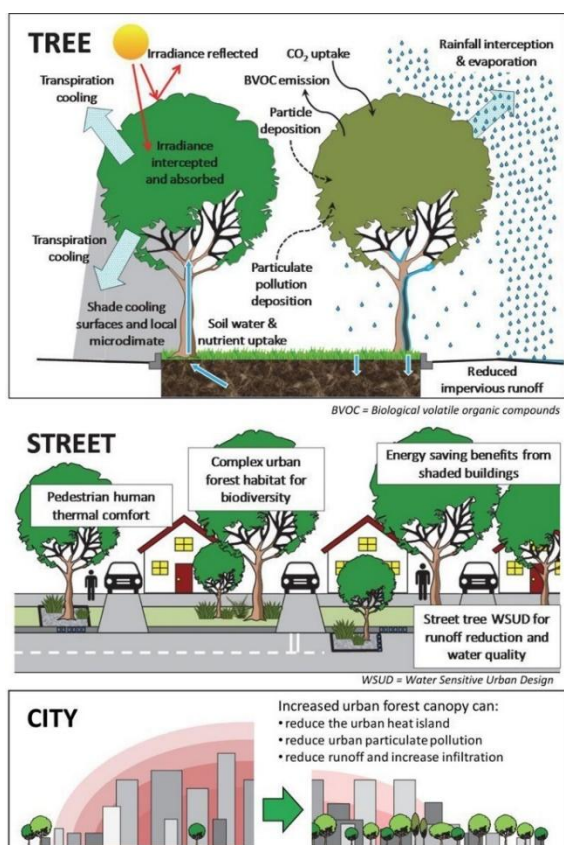 TREE
Irradiance reflected
Transpiration
cooling
Irradiance
intercepted
and absorbed
Transpiration
cooling
Shade cooling
surfaces and local
microclimate
Soil water &
nutrient uptake
CO₂ uptake
BVOC emission
Particle
deposition
Particulate
pollution
deposition
Rainfall interception
& evaporation
Reduced
impervious runoff
BVOC = Biological volatile organic compounds
STREET
Pedestrian human
thermal comfort
Complex urban
forest habitat for
biodiversity
Energy saving benefits from
shaded buildings
Street tree WSUD for
runoff reduction and
water quality
WSUD = Water Sensitive Urban Design
CITY
Increased urban forest canopy can:
• reduce the urban heat island
• reduce urban particulate pollution
• reduce runoff and increase infiltration